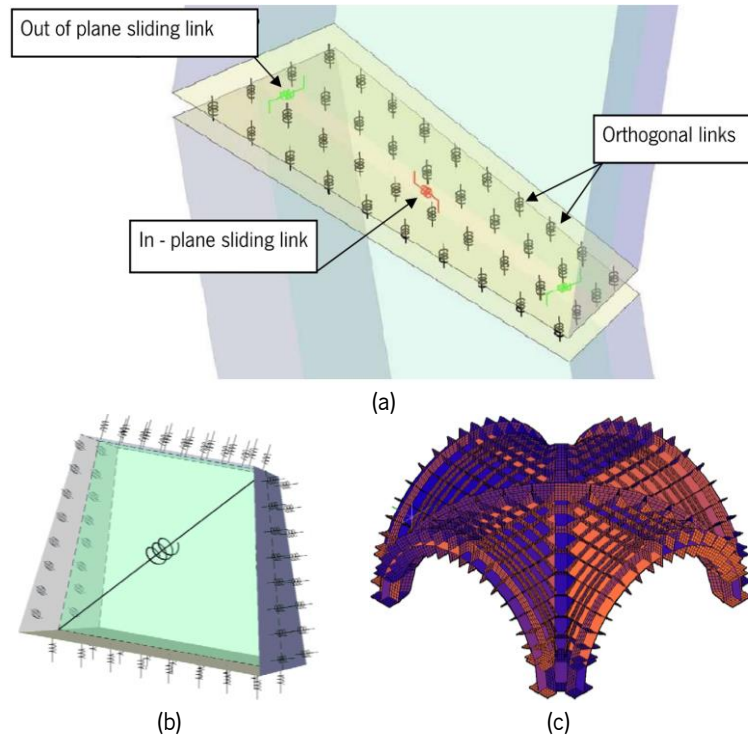 Out of plane sliding link
Orthogonal links
In - plane sliding link
(a)
(b)
(c)